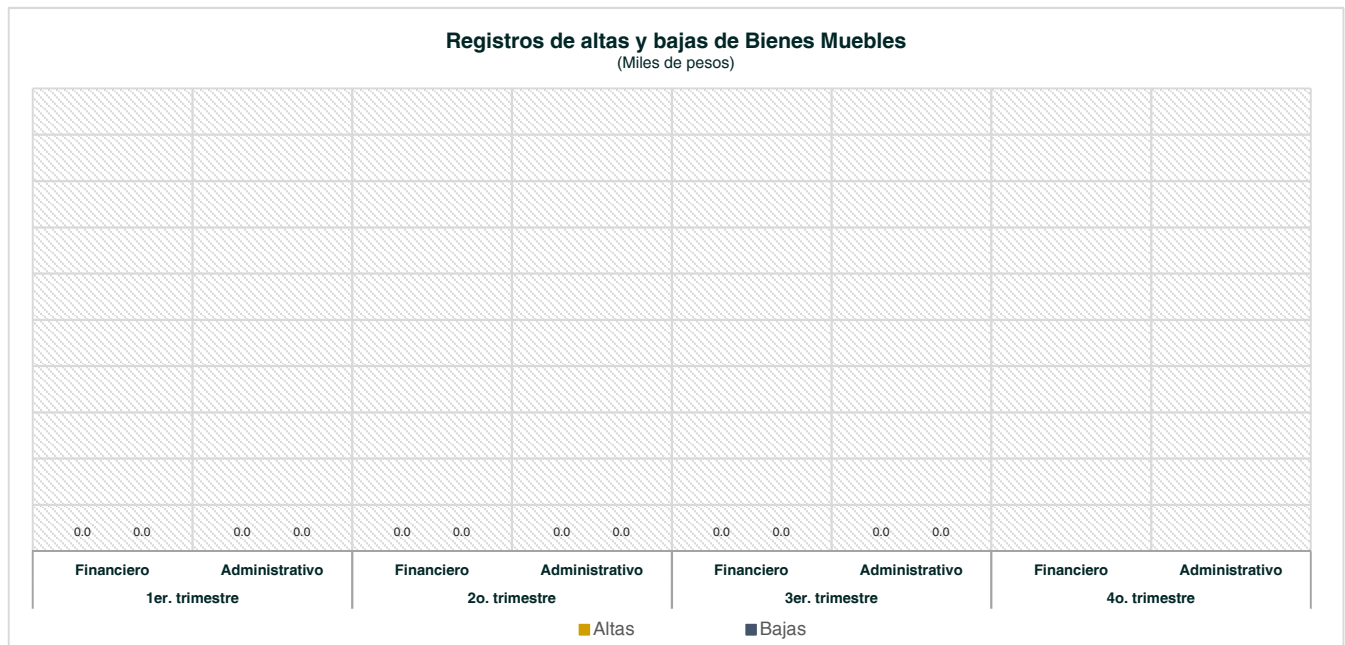 Registros de altas y bajas de Bienes Muebles
(Miles de pesos)
0.0 0.0 0.0 0.0 0.0 0.0 0.0 0.0 0.0 0.0 0.0 0.0
Financiero Administrativo Financiero Administrativo Financiero Administrativo Financiero Administrativo
1er. trimestre 2o. trimestre 3er. trimestre 4o. trimestre
Altas Bajas